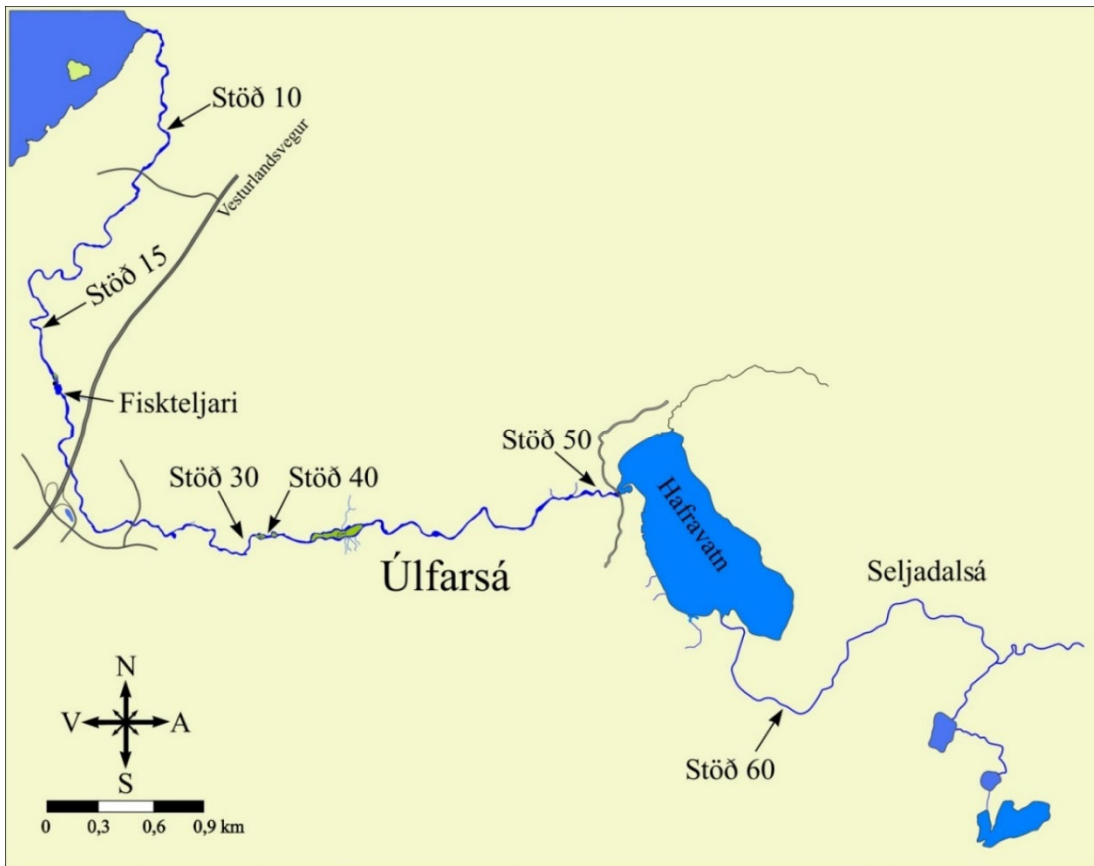 Stöð 10
Vesturlandsvegur
Stöð 15
Fiskteljari
Stöð 30
Stöð 40
Stöð 50
Hafravatn
Úlfarsá
Seljadalsá
Stöð 60
N
V
A
S
0
0,3
0,6
0,9 km